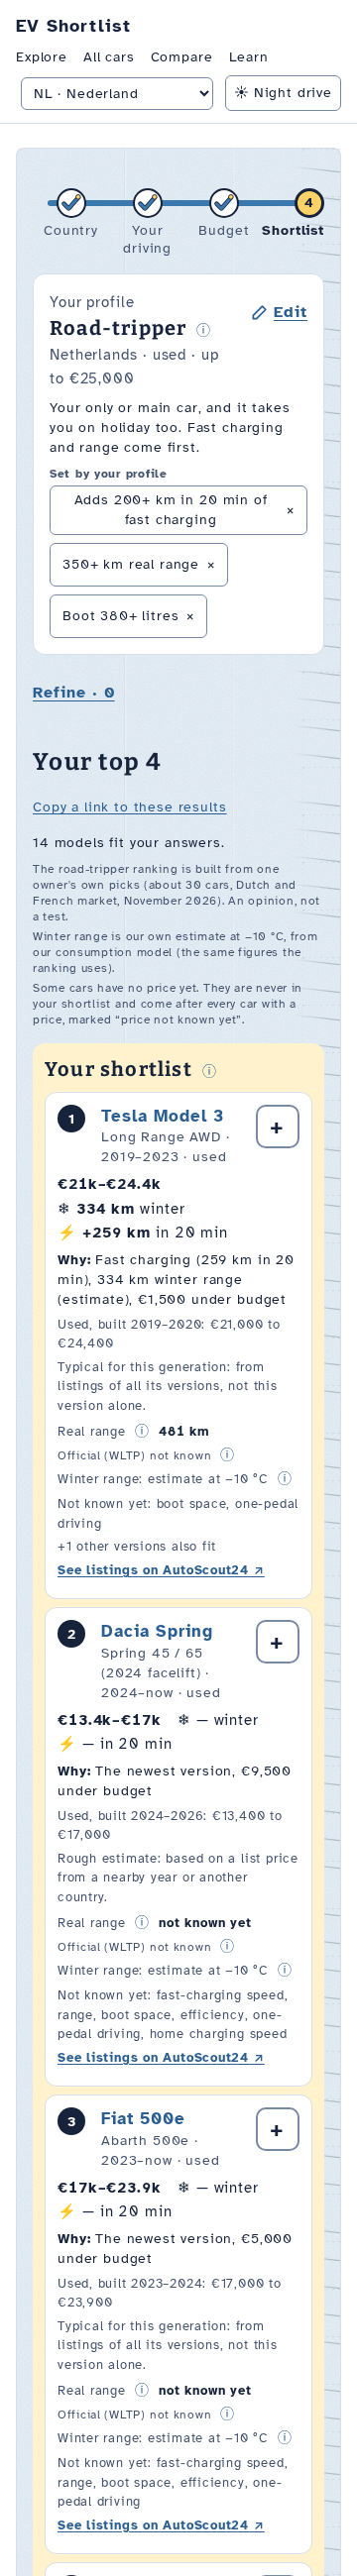 EV Shortlist
Explore All cars Compare Learn
NL · Nederland
☀ Night drive
4
Country Your driving Budget Shortlist
Your profile
Road-tripper ⓘ
Edit
Netherlands · used · up
to €25,000
Your only or main car, and it takes
you on holiday too. Fast charging
and range come first.
Set by your profile
Adds 200+ km in 20 min of
fast charging ×
350+ km real range ×
Boot 380+ litres ×
Refine · 0
Your top 4
Copy a link to these results
14 models fit your answers.
The road-tripper ranking is built from one
owner's own picks (about 30 cars, Dutch and
French market, November 2026). An opinion, not
a test.
Winter range is our own estimate at −10 °C, from
our consumption model (the same figures the
ranking uses).
Some cars have no price yet. They are never in
your shortlist and come after every car with a
price, marked “price not known yet”.
Your shortlist ⓘ
1 Tesla Model 3 +
Long Range AWD ·
2019–2023 · used
€21k–€24.4k
❄ 334 km winter
⚡ +259 km in 20 min
Why: Fast charging (259 km in 20
min), 334 km winter range
(estimate), €1,500 under budget
Used, built 2019–2020: €21,000 to
€24,400
Typical for this generation: from
listings of all its versions, not this
version alone.
Real range ⓘ 481 km
Official (WLTP) not known ⓘ
Winter range: estimate at −10 °C ⓘ
Not known yet: boot space, one-pedal
driving
+1 other versions also fit
See listings on AutoScout24 ↗
2 Dacia Spring +
Spring 45 / 65
(2024 facelift) ·
2024–now · used
€13.4k–€17k ❄ — winter
⚡ — in 20 min
Why: The newest version, €9,500
under budget
Used, built 2024–2026: €13,400 to
€17,000
Rough estimate: based on a list price
from a nearby year or another
country.
Real range ⓘ not known yet
Official (WLTP) not known ⓘ
Winter range: estimate at −10 °C ⓘ
Not known yet: fast-charging speed,
range, boot space, efficiency, one-
pedal driving, home charging speed
See listings on AutoScout24 ↗
3 Fiat 500e +
Abarth 500e ·
2023–now · used
€17k–€23.9k ❄ — winter
⚡ — in 20 min
Why: The newest version, €5,000
under budget
Used, built 2023–2024: €17,000 to
€23,900
Typical for this generation: from
listings of all its versions, not this
version alone.
Real range ⓘ not known yet
Official (WLTP) not known ⓘ
Winter range: estimate at −10 °C ⓘ
Not known yet: fast-charging speed,
range, boot space, efficiency, one-
pedal driving
See listings on AutoScout24 ↗